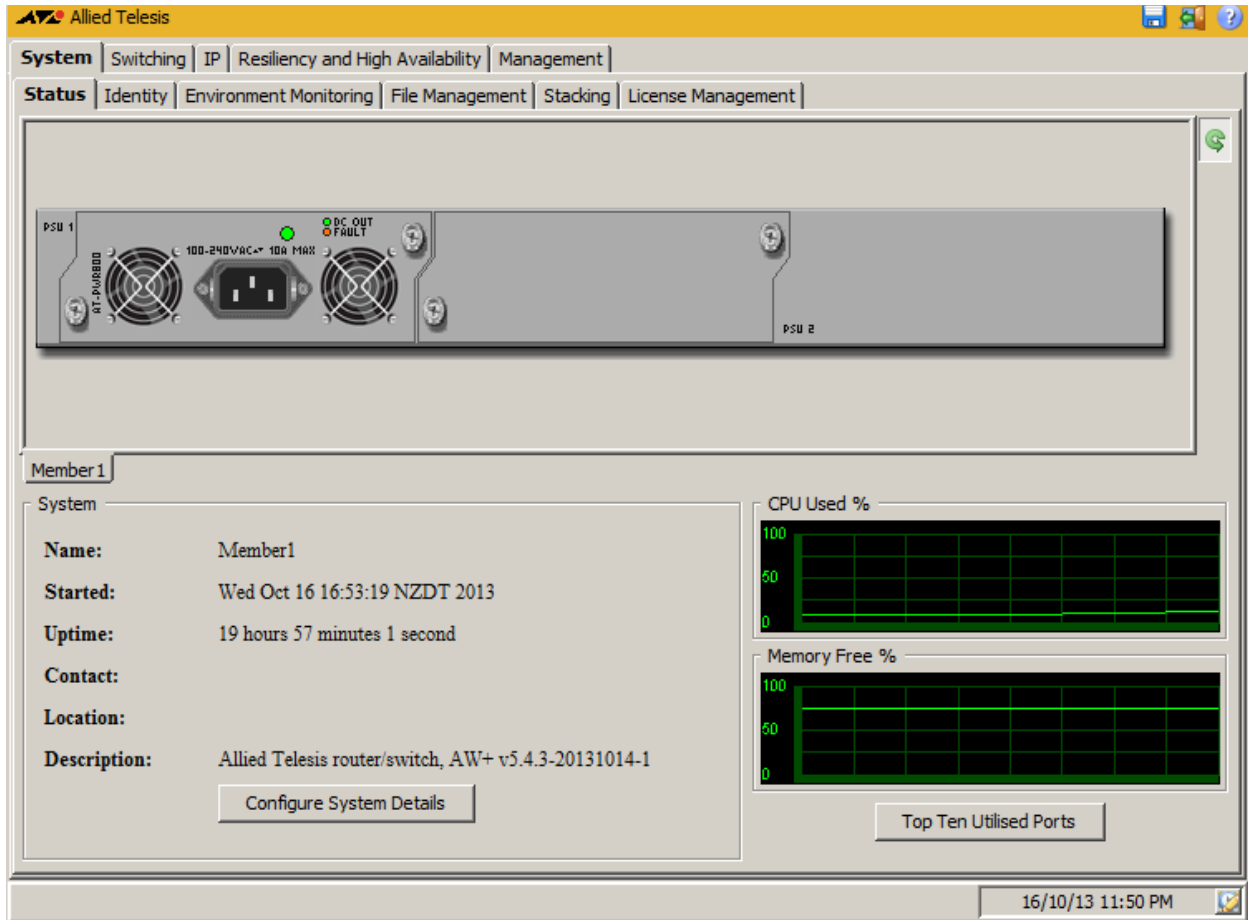 Allied Telesis
System Switching IP Resiliency and High Availability Management
Status Identity Environment Monitoring File Management Stacking License Management
PSU 1
DC OUT
FAULT
100-240VAC~ 10A MAX
AT-PWR800
PSU 2
Member1
System
Name: Member1
Started: Wed Oct 16 16:53:19 NZDT 2013
Uptime: 19 hours 57 minutes 1 second
Contact:
Location:
Description: Allied Telesis router/switch, AW+ v5.4.3-20131014-1
Configure System Details
CPU Used %
100
50
0
Memory Free %
100
50
0
Top Ten Utilised Ports
16/10/13 11:50 PM